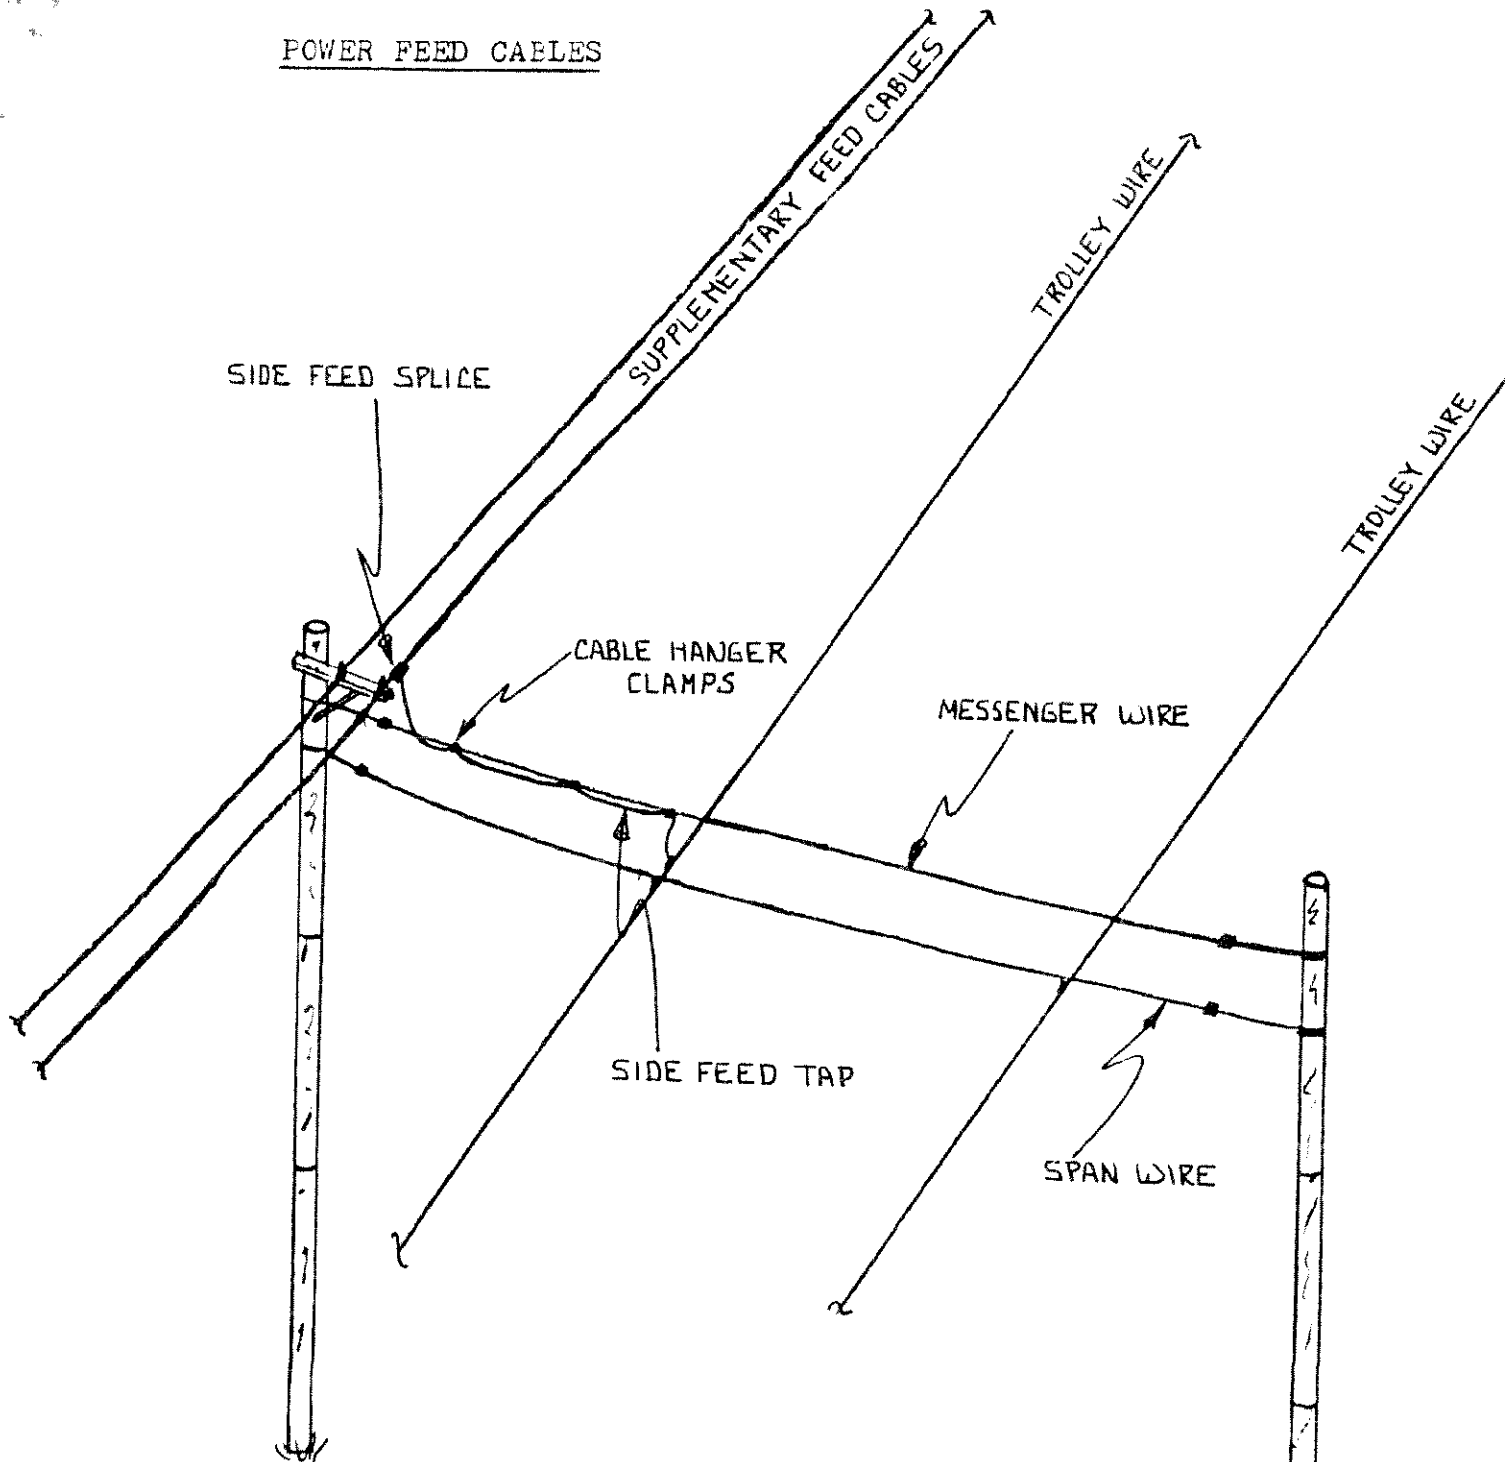 POWER FEED CABLES
SUPPLEMENTARY FEED CABLES
TROLLEY WIRE
TROLLEY WIRE
SIDE FEED SPLICE
CABLE HANGER
CLAMPS
MESSENGER WIRE
SIDE FEED TAP
SPAN WIRE